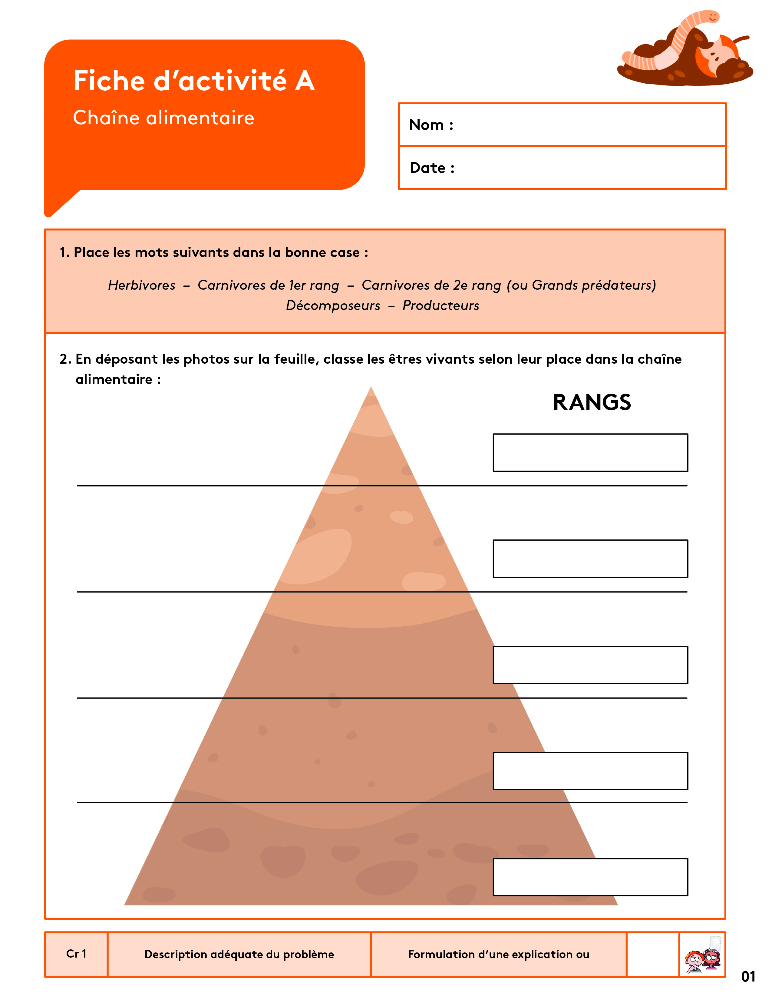 Fiche d’activité A
Chaîne alimentaire
Nom :
Date :
1. Place les mots suivants dans la bonne case :
Herbivores – Carnivores de 1er rang – Carnivores de 2e rang (ou Grands prédateurs)
Décomposeurs – Producteurs
2. En déposant les photos sur la feuille, classe les êtres vivants selon leur place dans la chaîne
alimentaire :
RANGS
Cr 1
Description adéquate du problème
Formulation d’une explication ou
01